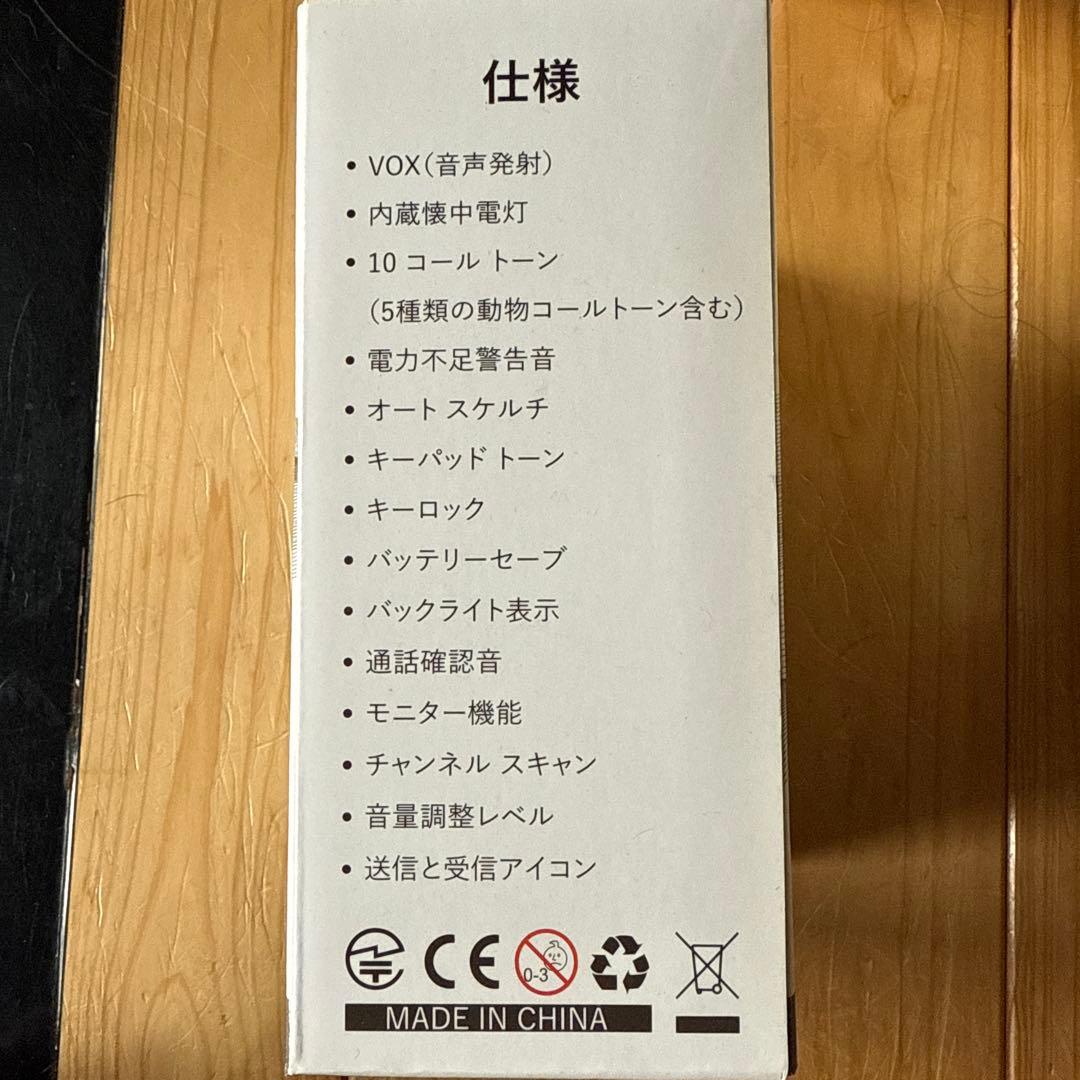 仕様
• VOX（音声発射）
• 内蔵懐中電灯
• 10 コール トーン
（5種類の動物コールトーン含む）
• 電力不足警告音
• オート スケルチ
• キーパッド トーン
• キーロック
• バッテリーセーブ
• バックライト表示
• 通話確認音
• モニター機能
• チャンネル スキャン
• 音量調整レベル
• 送信と受信アイコン
CE 0-3
MADE IN CHINA